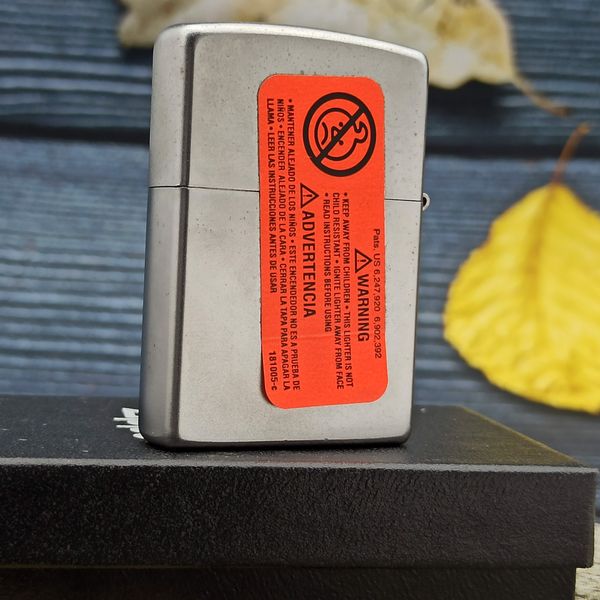 Pats. US 6,247,920 6,902,392
⚠WARNING
• KEEP AWAY FROM CHILDREN • THIS LIGHTER IS NOT
CHILD RESISTANT • IGNITE LIGHTER AWAY FROM FACE
• READ INSTRUCTIONS BEFORE USING
⚠ADVERTENCIA
• MANTENER ALEJADO DE LOS NIÑOS • ESTE ENCENDEDOR NO ES A PRUEBA DE
NIÑOS • ENCENDER ALEJADO DE LA CARA • CERRAR LA TAPA PARA APAGAR LA
LLAMA • LEER LAS INSTRUCCIONES ANTES DE USAR
181005-c